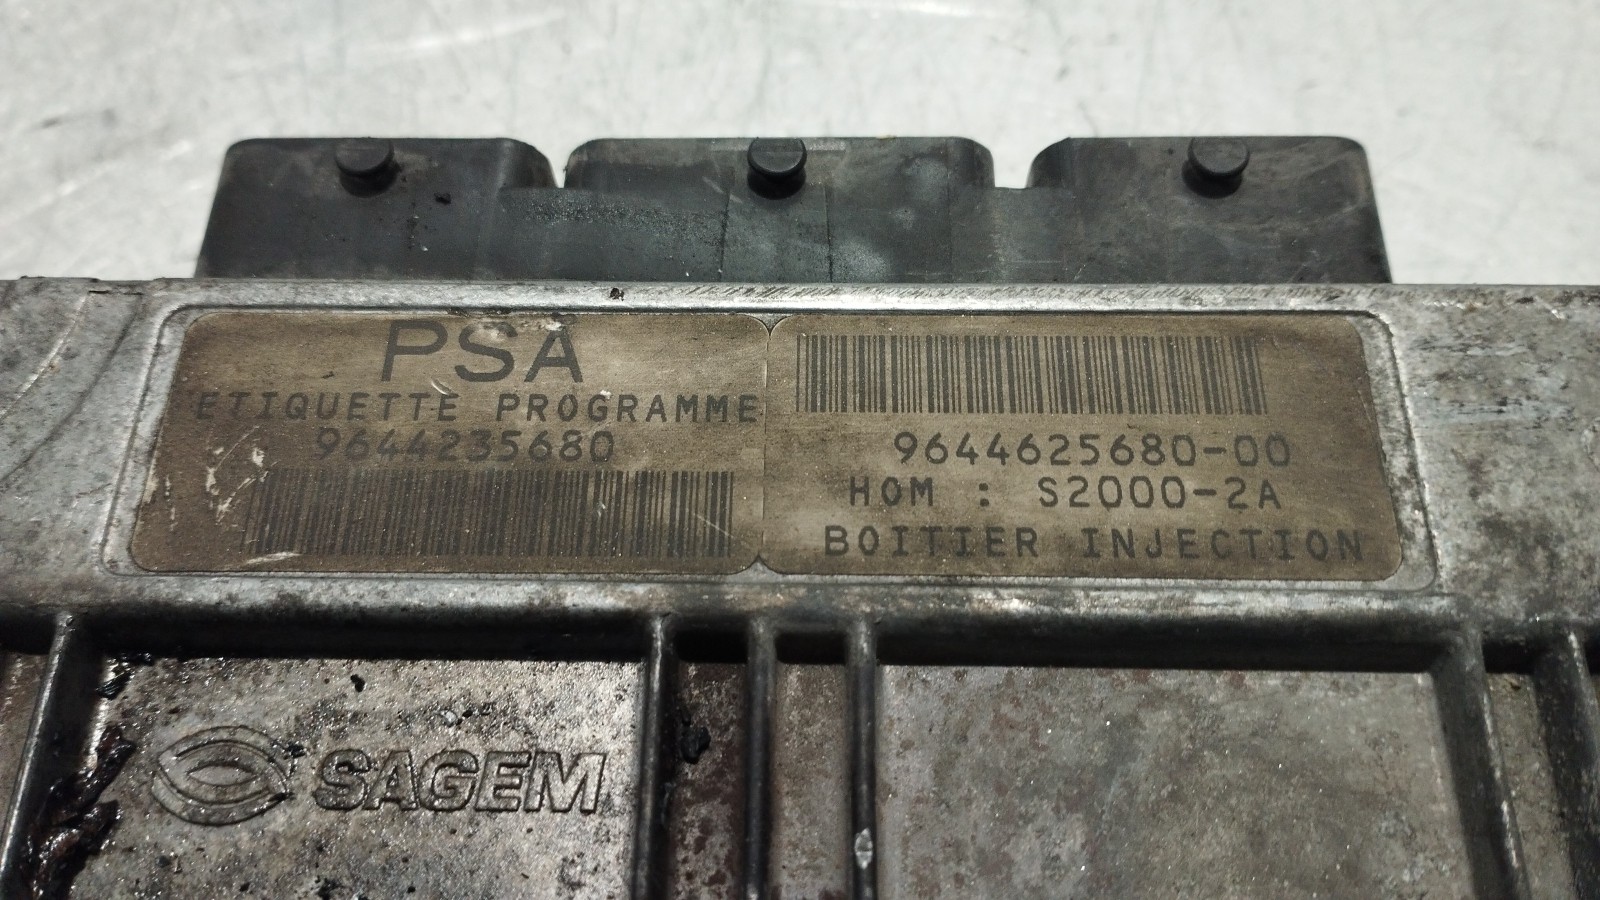 PSA
ETIQUETTE PROGRAMME
9644235680
9644625680-00
HOM : S2000-2A
BOITIER INJECTION
SAGEM